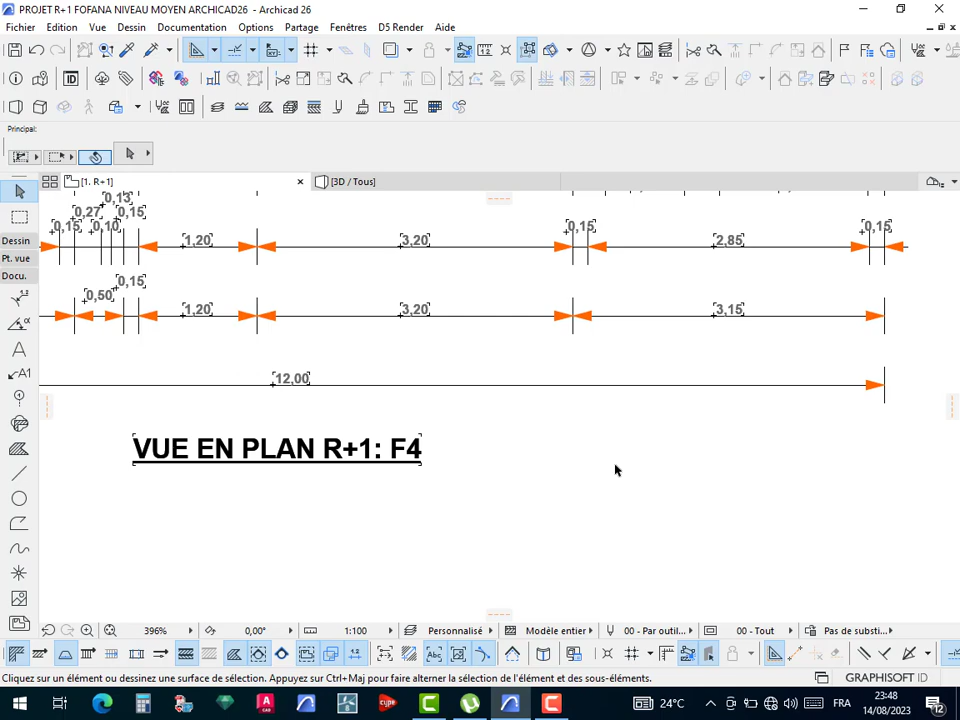 PROJET R+1 FOFANA NIVEAU MOYEN ARCHICAD26 - Archicad 26
Fichier Edition Vue Dessin Documentation Options Partage Fenêtres D5 Render Aide
Principal:
[1. R+1] [3D / Tous]
Dessin
Pt. vue
Docu.
0,13
0,27 0,15
0,15 0,10 0,15 0,15
1,20 3,20 2,85
0,15
0,50
1,20 3,20 3,15
12,00
VUE EN PLAN R+1: F4
396% 0,00° 1:100 Personnalisé Modèle entier 00 - Par outil... 00 - Tout Pas de substi...
Cliquez sur un élément ou dessinez une surface de sélection. Appuyez sur Ctrl+Maj pour faire alterner la sélection de l'élément et des sous-éléments.
GRAPHISOFT ID
24°C FRA 23:48
14/08/2023 12